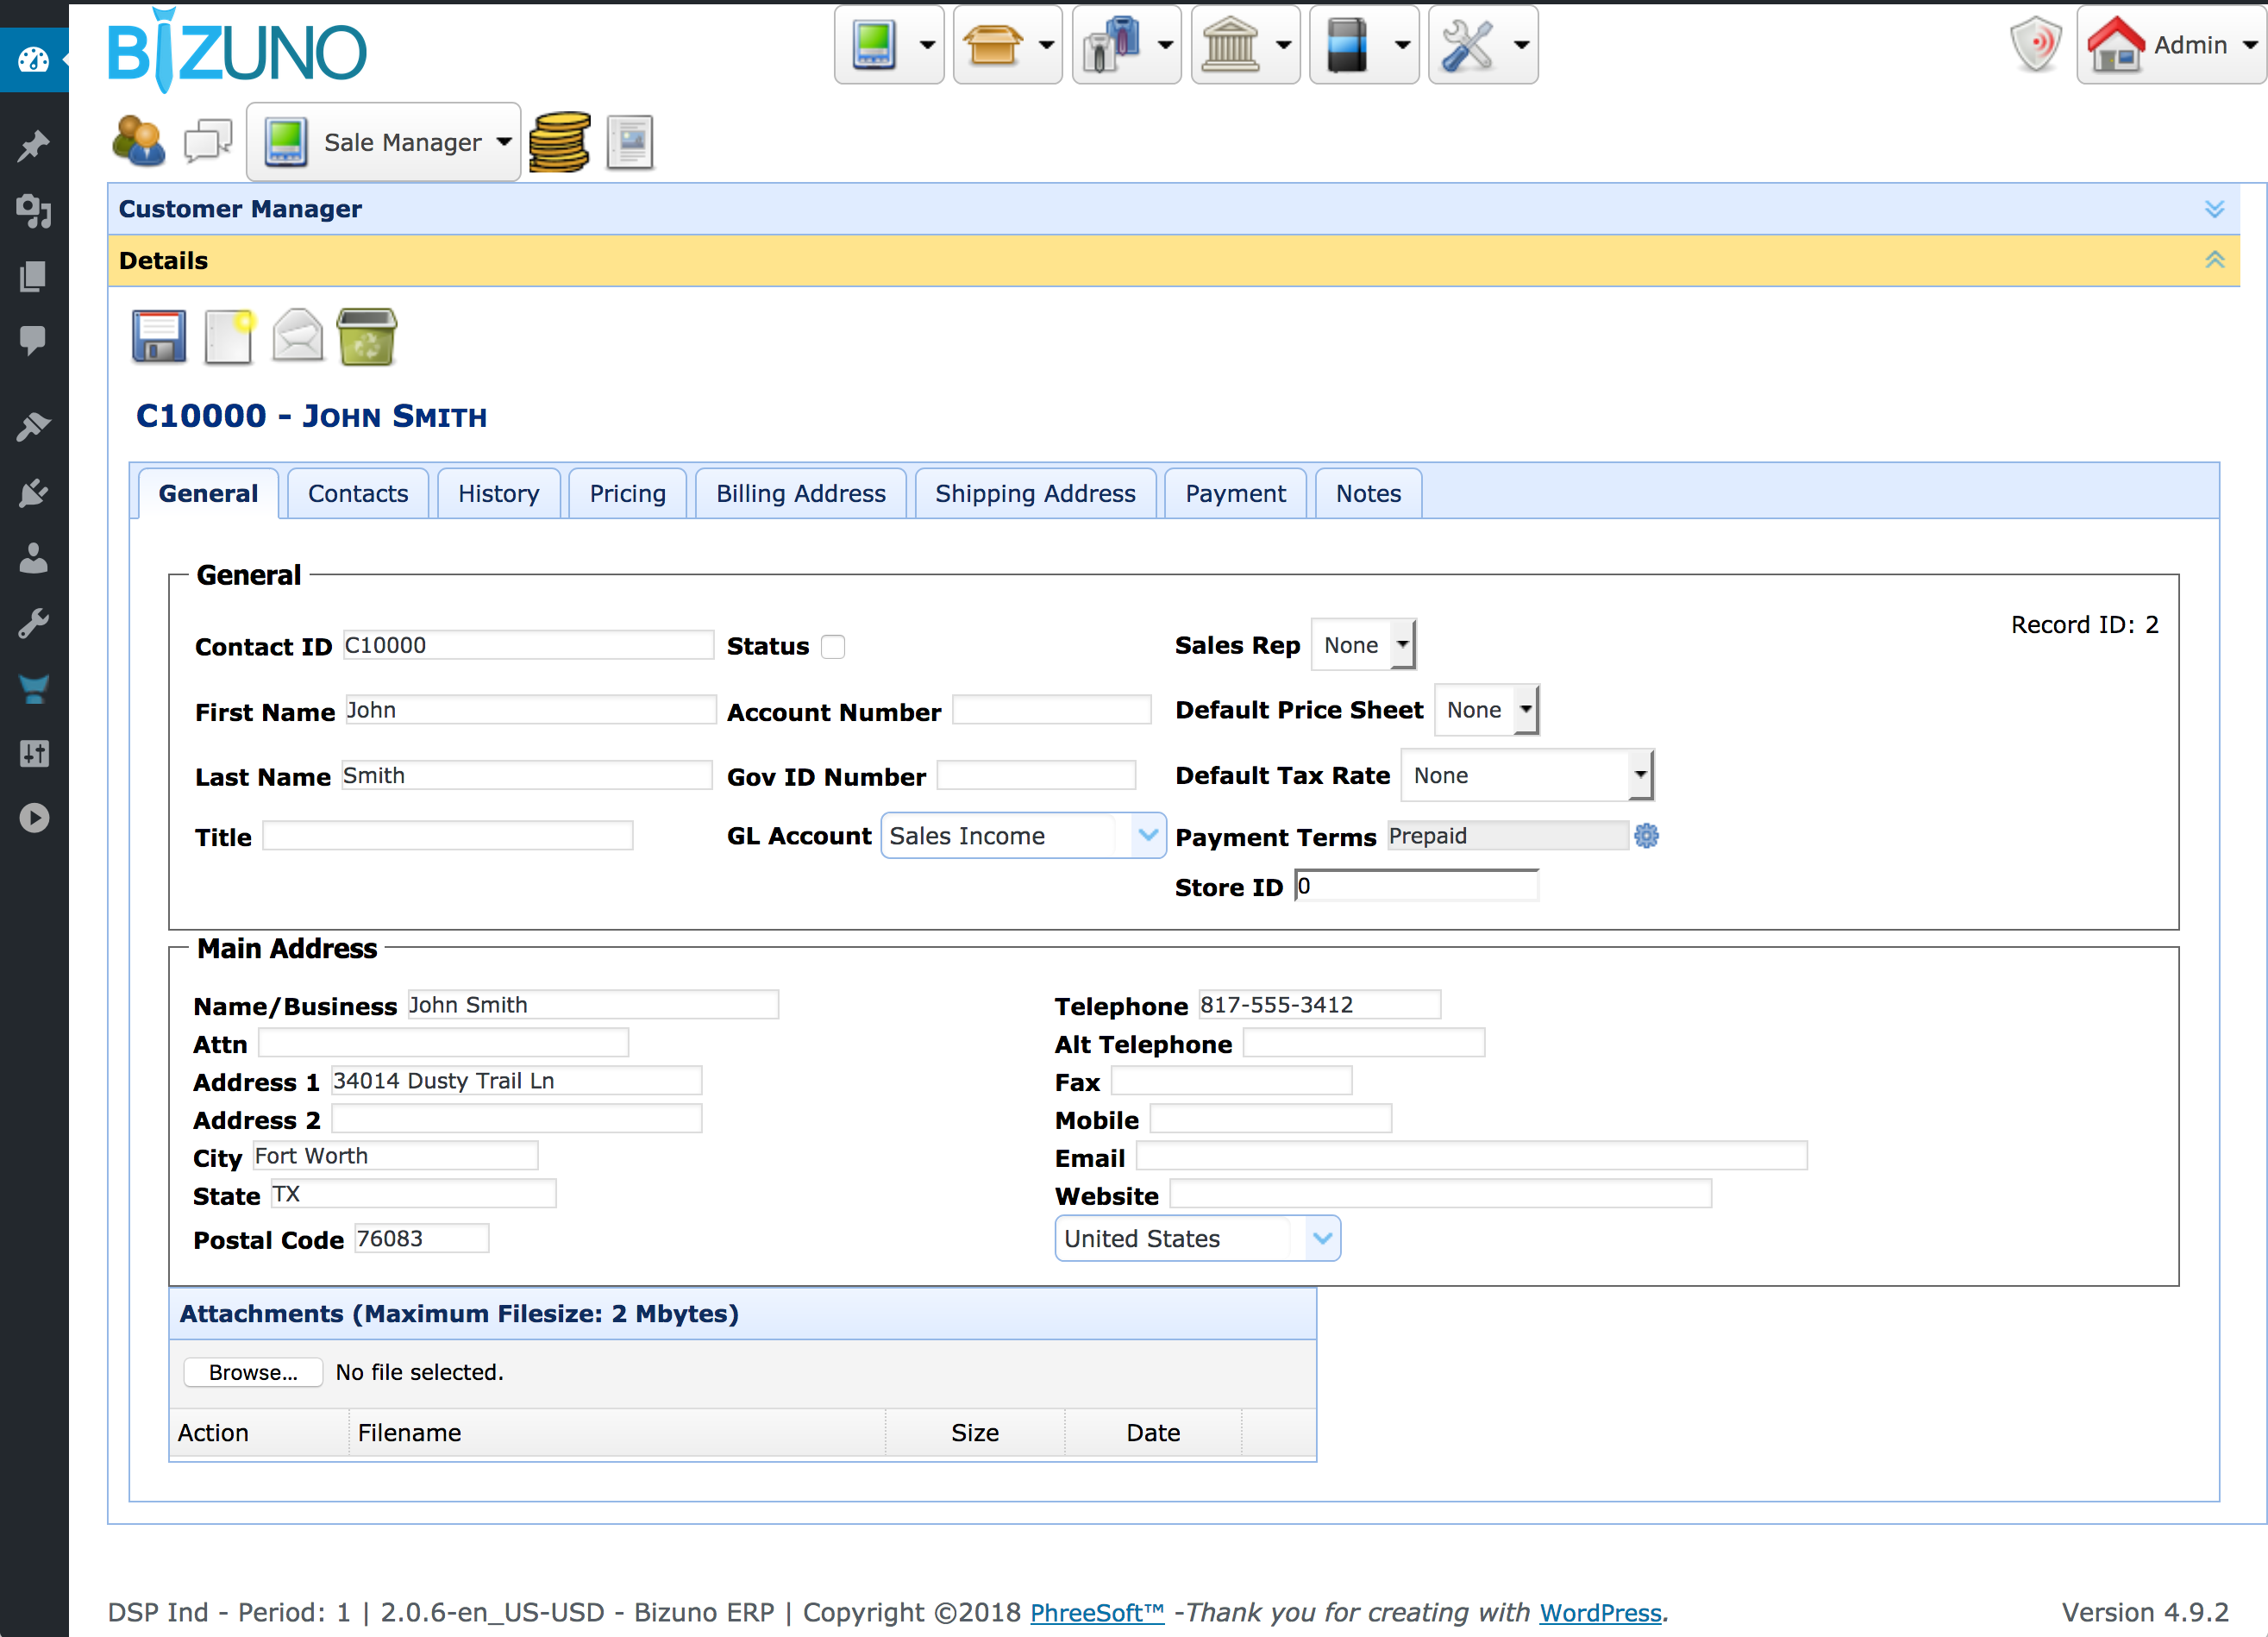 BIZUNO
Admin
Sale Manager
Customer Manager
Details
C10000 - John Smith
General Contacts History Pricing Billing Address Shipping Address Payment Notes
General
Record ID: 2
Contact ID C10000 Status Sales Rep None
First Name John Account Number Default Price Sheet None
Last Name Smith Gov ID Number Default Tax Rate None
Title GL Account Sales Income Payment Terms Prepaid
Store ID 0
Main Address
Name/Business John Smith Telephone 817-555-3412
Attn Alt Telephone
Address 1 34014 Dusty Trail Ln Fax
Address 2 Mobile
City Fort Worth Email
State TX Website
Postal Code 76083 United States
Attachments (Maximum Filesize: 2 Mbytes)
Browse... No file selected.
Action Filename Size Date
DSP Ind - Period: 1 | 2.0.6-en_US-USD - Bizuno ERP | Copyright ©2018 PhreeSoft™ -Thank you for creating with WordPress. Version 4.9.2